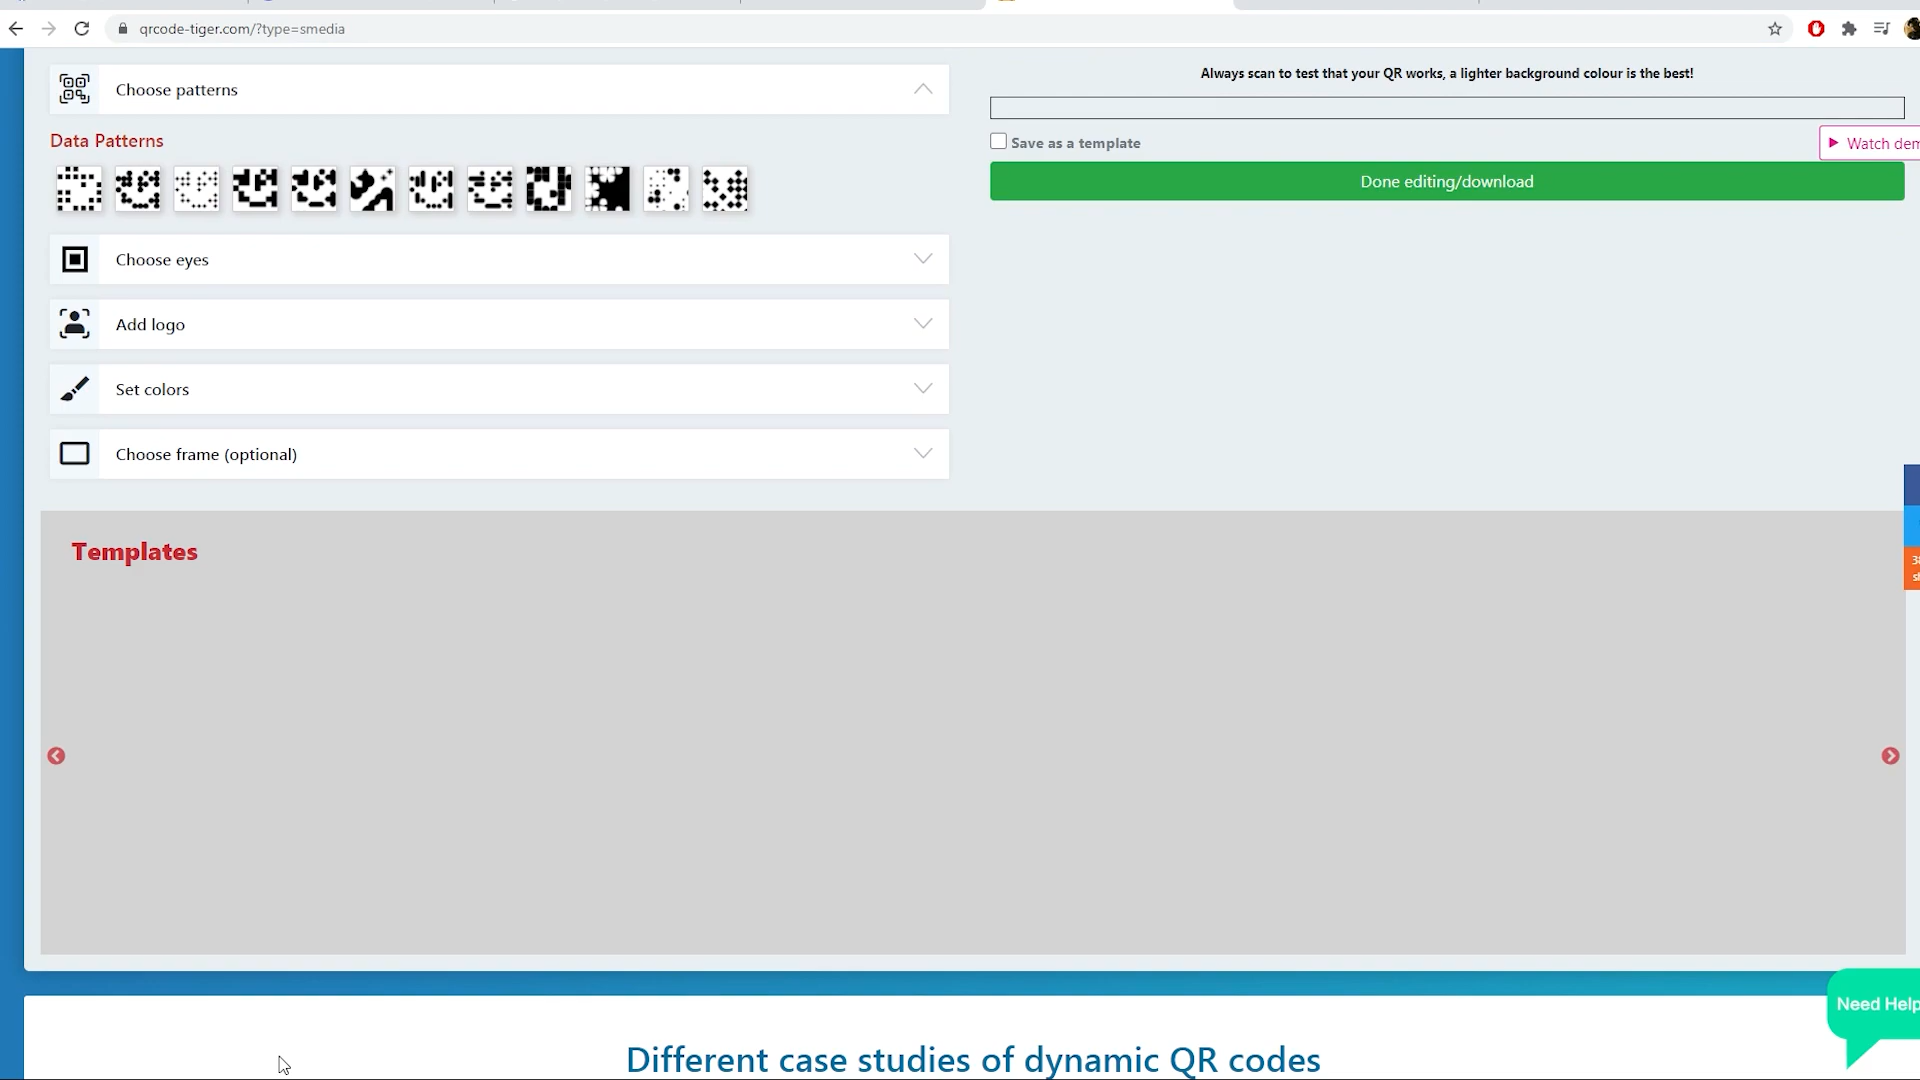 qrcode-tiger.com/?type=smedia
Choose patterns
Data Patterns
Choose eyes
Add logo
Set colors
Choose frame (optional)
Always scan to test that your QR works, a lighter background colour is the best!
Save as a template
Watch dem
Done editing/download
Templates
Need Help
Different case studies of dynamic QR codes